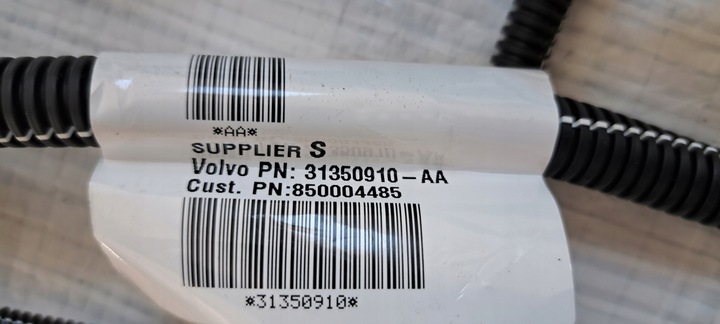 *AA*
SUPPLIER S
Volvo PN: 31350910-AA
Cust. PN:850004485
*31350910*